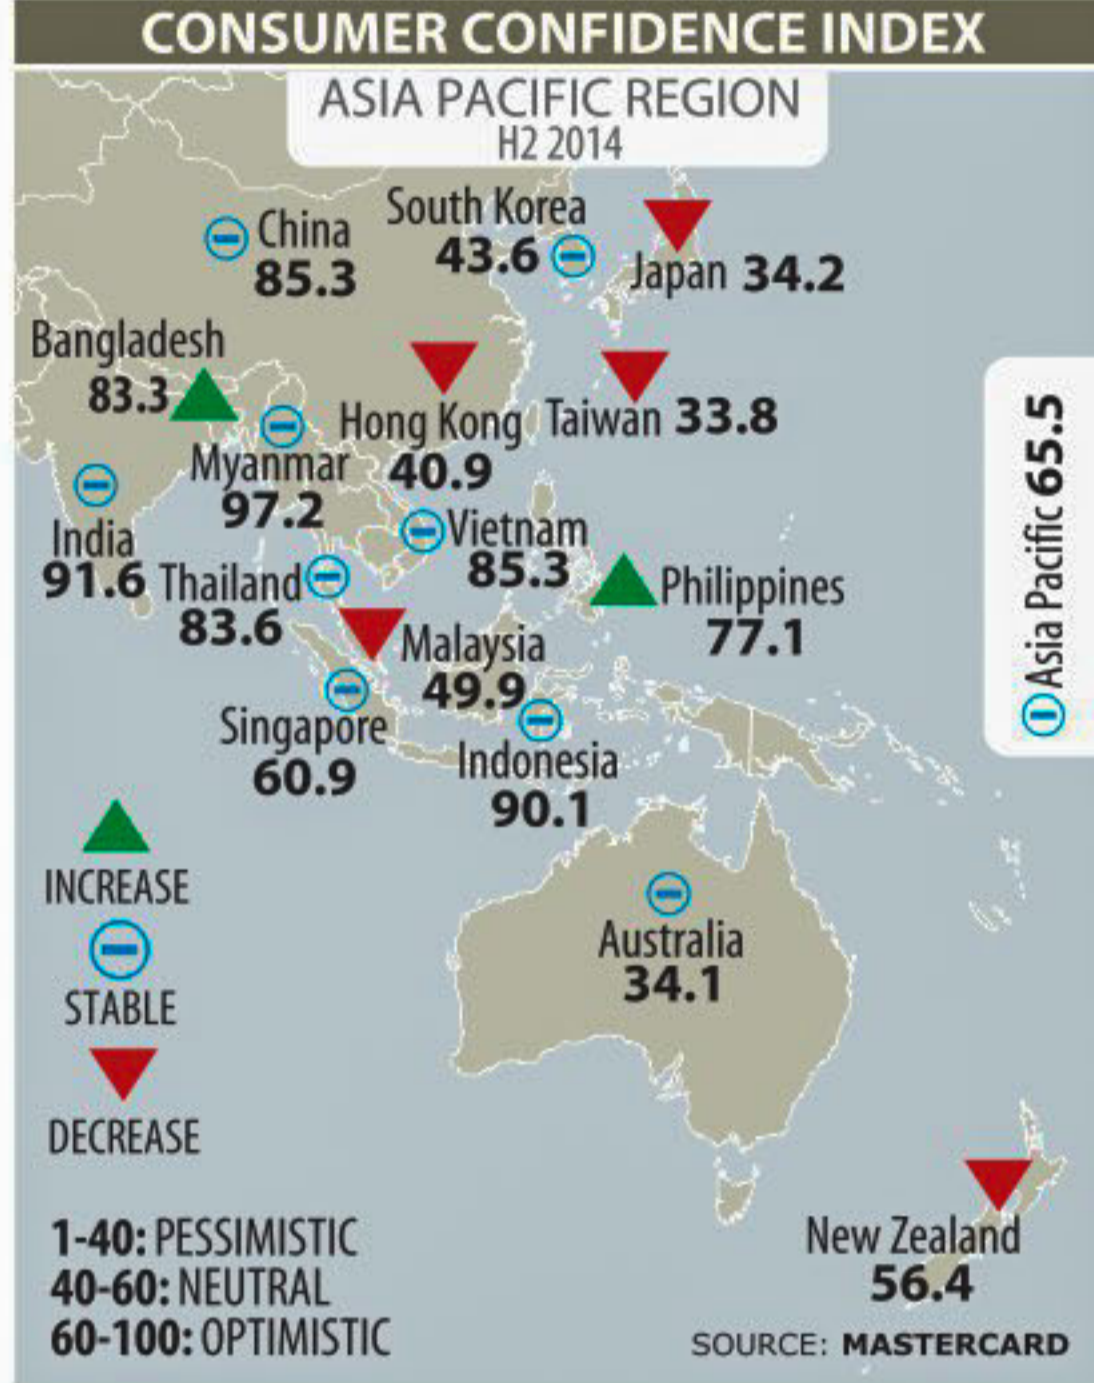 CONSUMER CONFIDENCE INDEX
ASIA PACIFIC REGION
H2 2014
China
85.3
South Korea
43.6
Japan 34.2
Bangladesh
83.3
Hong Kong
40.9
Taiwan 33.8
Myanmar
97.2
India
91.6
Vietnam
85.3
Thailand
83.6
Philippines
77.1
Malaysia
49.9
Singapore
60.9
Indonesia
90.1
Asia Pacific 65.5
Australia
34.1
New Zealand
56.4
INCREASE
STABLE
DECREASE
1-40: PESSIMISTIC
40-60: NEUTRAL
60-100: OPTIMISTIC
SOURCE: MASTERCARD